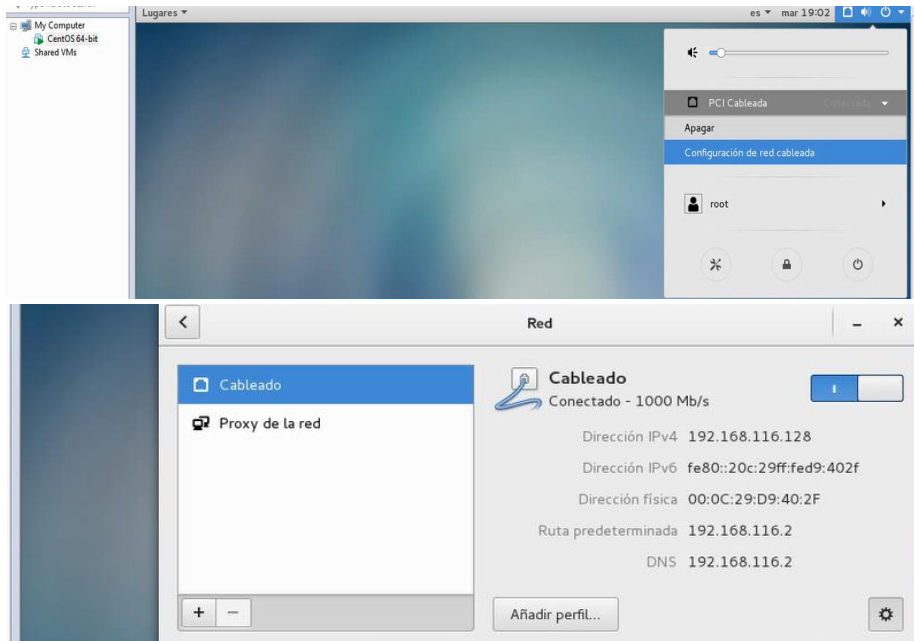 Lugares
es
mar 19:02
My Computer
CentOS 64-bit
Shared VMs
PCI Cableada
Conectada
Apagar
Configuración de red cableada
root
Red
Cableado
Proxy de la red
Cableado
Conectado - 1000 Mb/s
Dirección IPv4 192.168.116.128
Dirección IPv6 fe80::20c:29ff:fed9:402f
Dirección física 00:0C:29:D9:40:2F
Ruta predeterminada 192.168.116.2
DNS 192.168.116.2
Añadir perfil...